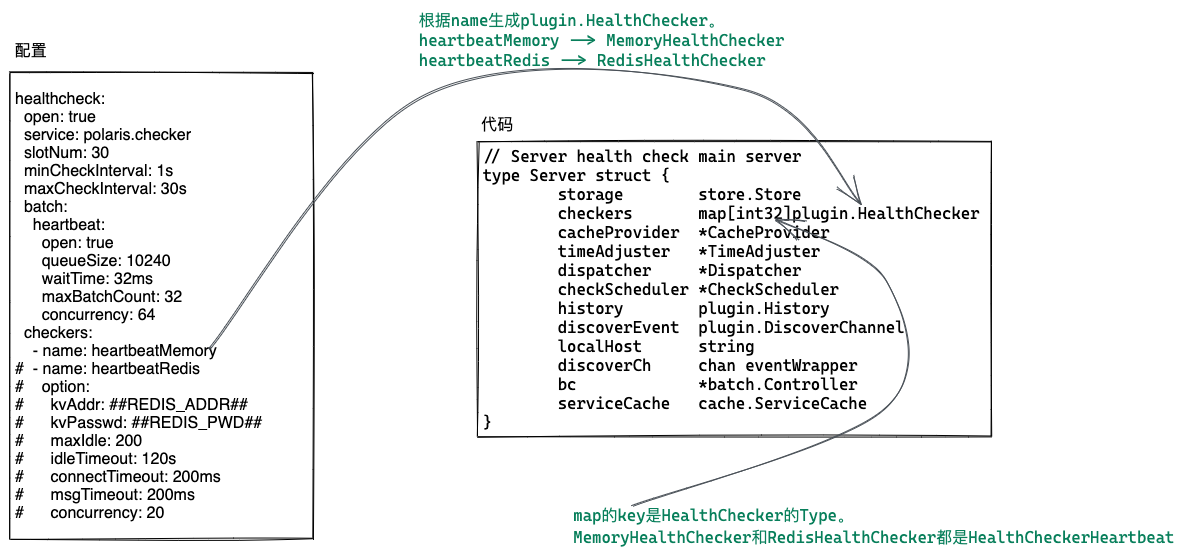 根据name生成plugin.HealthChecker。
heartbeatMemory —> MemoryHealthChecker
heartbeatRedis —> RedisHealthChecker
配置
healthcheck:
  open: true
  service: polaris.checker
  slotNum: 30
  minCheckInterval: 1s
  maxCheckInterval: 30s
  batch:
    heartbeat:
      open: true
      queueSize: 10240
      waitTime: 32ms
      maxBatchCount: 32
      concurrency: 64
  checkers:
    - name: heartbeatMemory
#  - name: heartbeatRedis
#    option:
#      kvAddr: ##REDIS_ADDR##
#      kvPasswd: ##REDIS_PWD##
#      maxIdle: 200
#      idleTimeout: 120s
#      connectTimeout: 200ms
#      msgTimeout: 200ms
#      concurrency: 20
代码
// Server health check main server
type Server struct {
        storage        store.Store
        checkers       map[int32]plugin.HealthChecker
        cacheProvider  *CacheProvider
        timeAdjuster   *TimeAdjuster
        dispatcher     *Dispatcher
        checkScheduler *CheckScheduler
        history        plugin.History
        discoverEvent  plugin.DiscoverChannel
        localHost      string
        discoverCh     chan eventWrapper
        bc             *batch.Controller
        serviceCache   cache.ServiceCache
}
map的key是HealthChecker的Type。
MemoryHealthChecker和RedisHealthChecker都是HealthCheckerHeartbeat